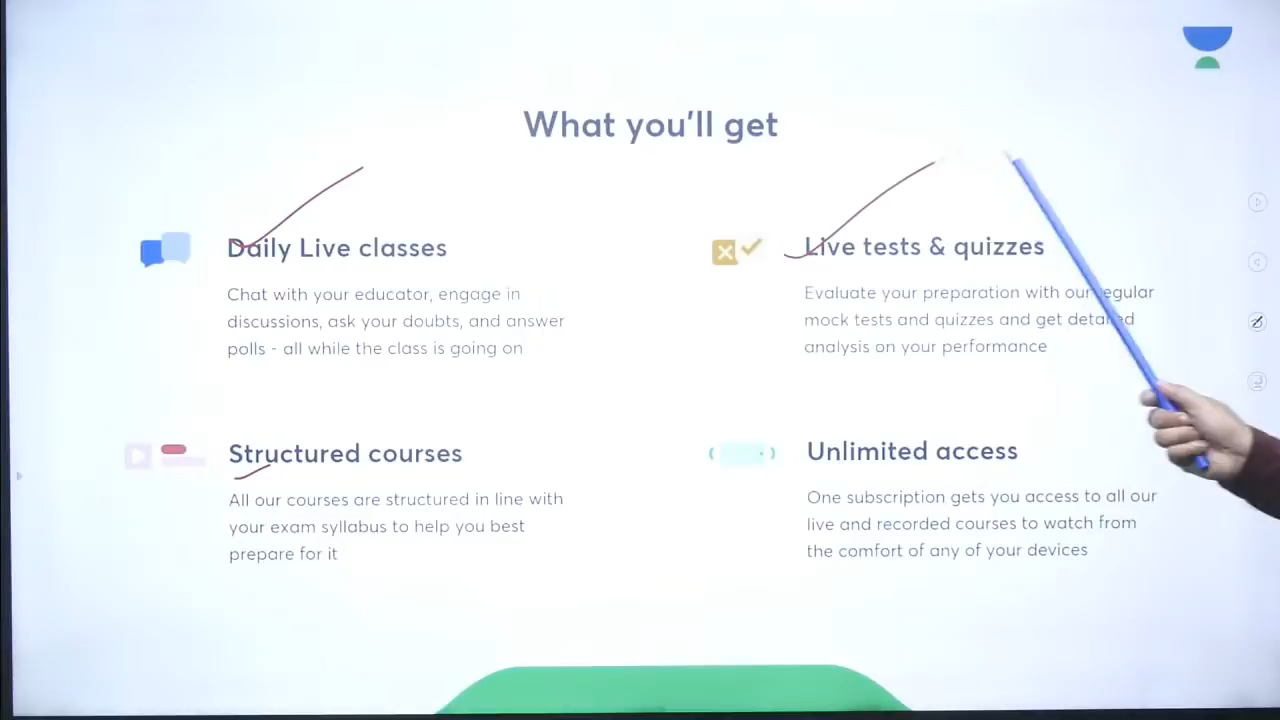 What you'll get
Daily Live classes
Chat with your educator, engage in
discussions, ask your doubts, and answer
polls - all while the class is going on
Live tests & quizzes
Evaluate your preparation with our regular
mock tests and quizzes and get detailed
analysis on your performance
Structured courses
All our courses are structured in line with
your exam syllabus to help you best
prepare for it
Unlimited access
One subscription gets you access to all our
live and recorded courses to watch from
the comfort of any of your devices